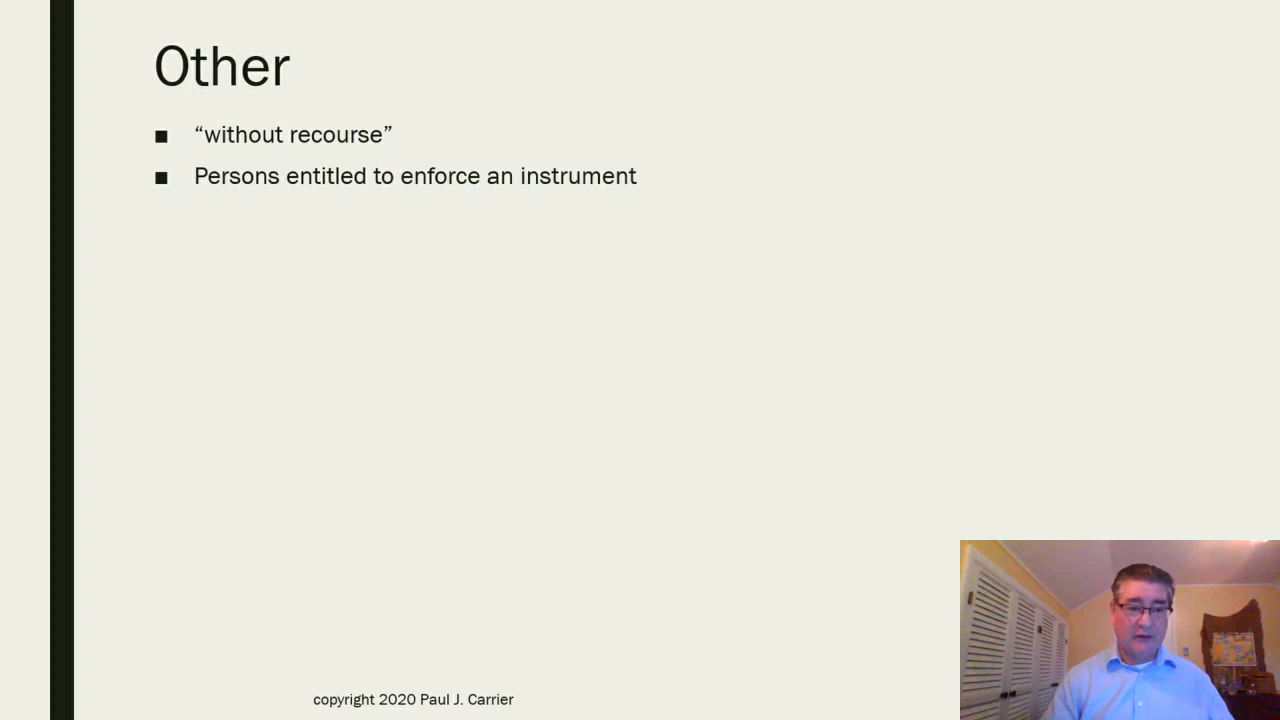 Other
■ “without recourse”
■ Persons entitled to enforce an instrument
copyright 2020 Paul J. Carrier